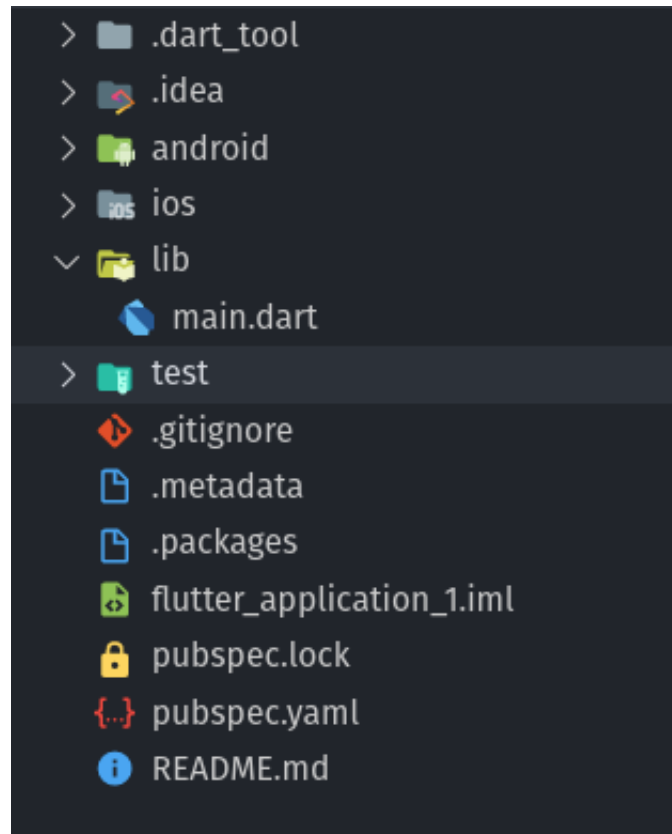 .dart_tool
.idea
android
ios
lib
main.dart
test
.gitignore
.metadata
.packages
flutter_application_1.iml
pubspec.lock
pubspec.yaml
README.md